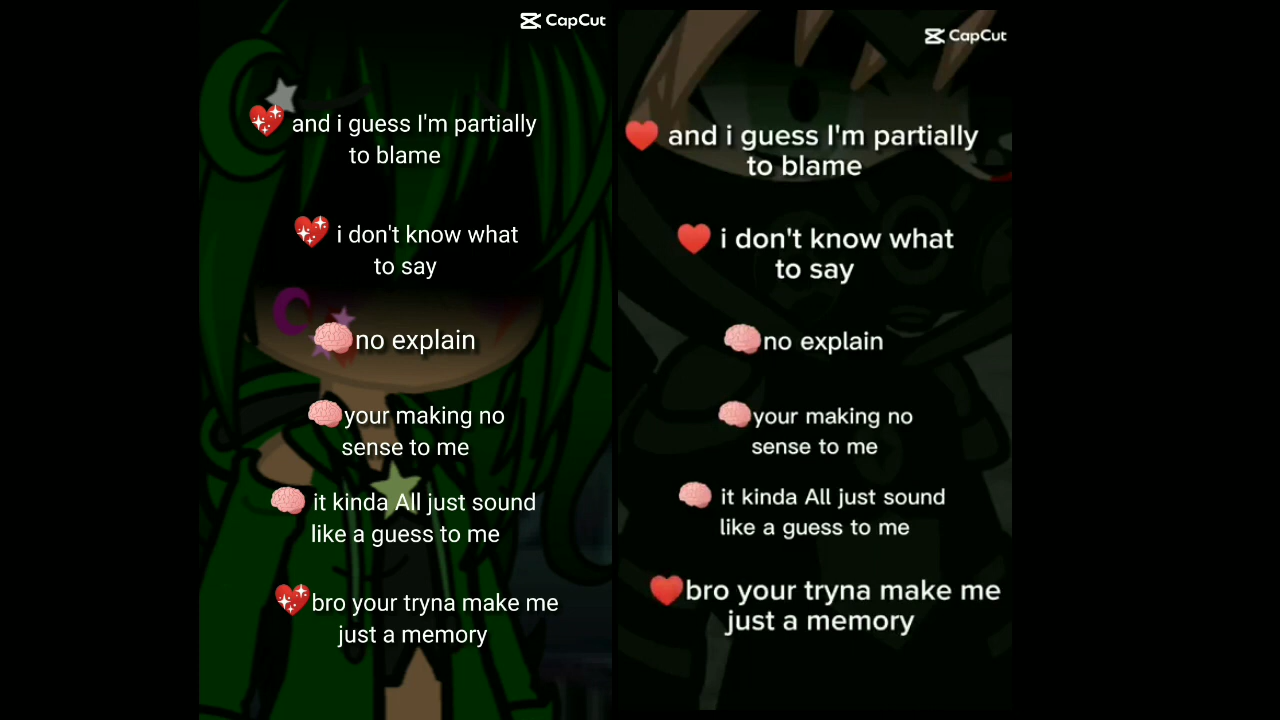 CapCut
💖 and i guess I'm partially
to blame
💖 i don't know what
to say
🧠no explain
🧠your making no
sense to me
🧠 it kinda All just sound
like a guess to me
💖bro your tryna make me
just a memory
CapCut
❤️ and i guess I'm partially
to blame
❤️ i don't know what
to say
🧠no explain
🧠your making no
sense to me
🧠 it kinda All just sound
like a guess to me
❤️bro your tryna make me
just a memory